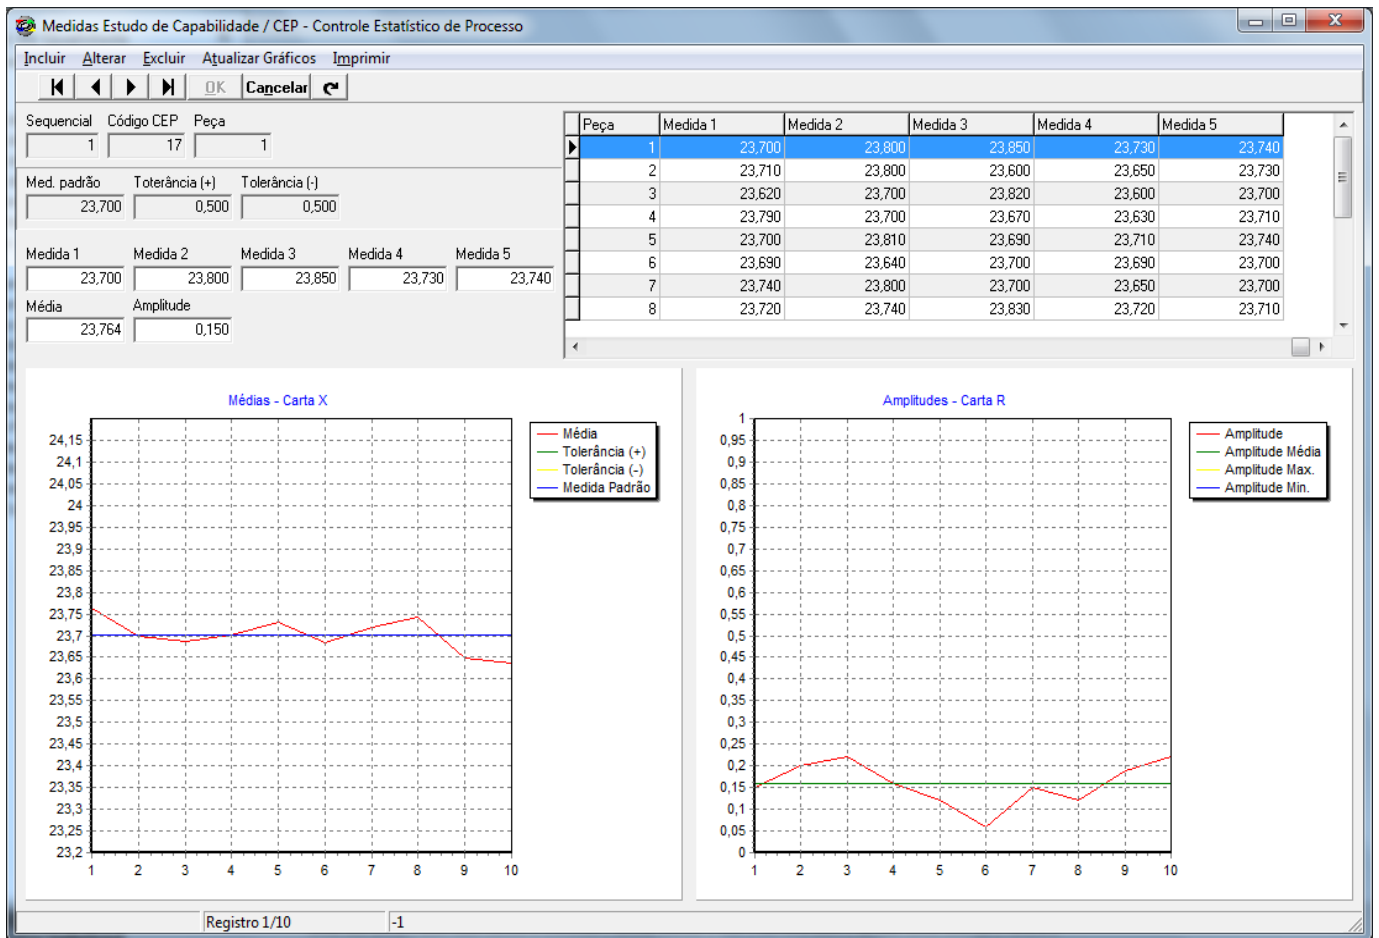 Medidas Estudo de Capabilidade / CEP - Controle Estatístico de Processo
Incluir Alterar Excluir Atualizar Gráficos Imprimir
OK Cancelar
Sequencial Código CEP Peça
1 17 1
Med. padrão Toterância (+) Tolerância (-)
23,700 0,500 0,500
Medida 1 Medida 2 Medida 3 Medida 4 Medida 5
23,700 23,800 23,850 23,730 23,740
Média Amplitude
23,764 0,150
Peça Medida 1 Medida 2 Medida 3 Medida 4 Medida 5
1 23,700 23,800 23,850 23,730 23,740
2 23,710 23,800 23,600 23,650 23,730
3 23,620 23,700 23,820 23,600 23,700
4 23,790 23,700 23,670 23,630 23,710
5 23,700 23,810 23,690 23,710 23,740
6 23,690 23,640 23,700 23,690 23,700
7 23,740 23,800 23,700 23,650 23,700
8 23,720 23,740 23,830 23,720 23,710
Médias - Carta X
24,15
24,1
24,05
24
23,95
23,9
23,85
23,8
23,75
23,7
23,65
23,6
23,55
23,5
23,45
23,4
23,35
23,3
23,25
23,2
1 2 3 4 5 6 7 8 9 10
Média
Tolerância (+)
Tolerância (-)
Medida Padrão
Amplitudes - Carta R
1
0,95
0,9
0,85
0,8
0,75
0,7
0,65
0,6
0,55
0,5
0,45
0,4
0,35
0,3
0,25
0,2
0,15
0,1
0,05
0
1 2 3 4 5 6 7 8 9 10
Amplitude
Amplitude Média
Amplitude Max.
Amplitude Min.
Registro 1/10 -1